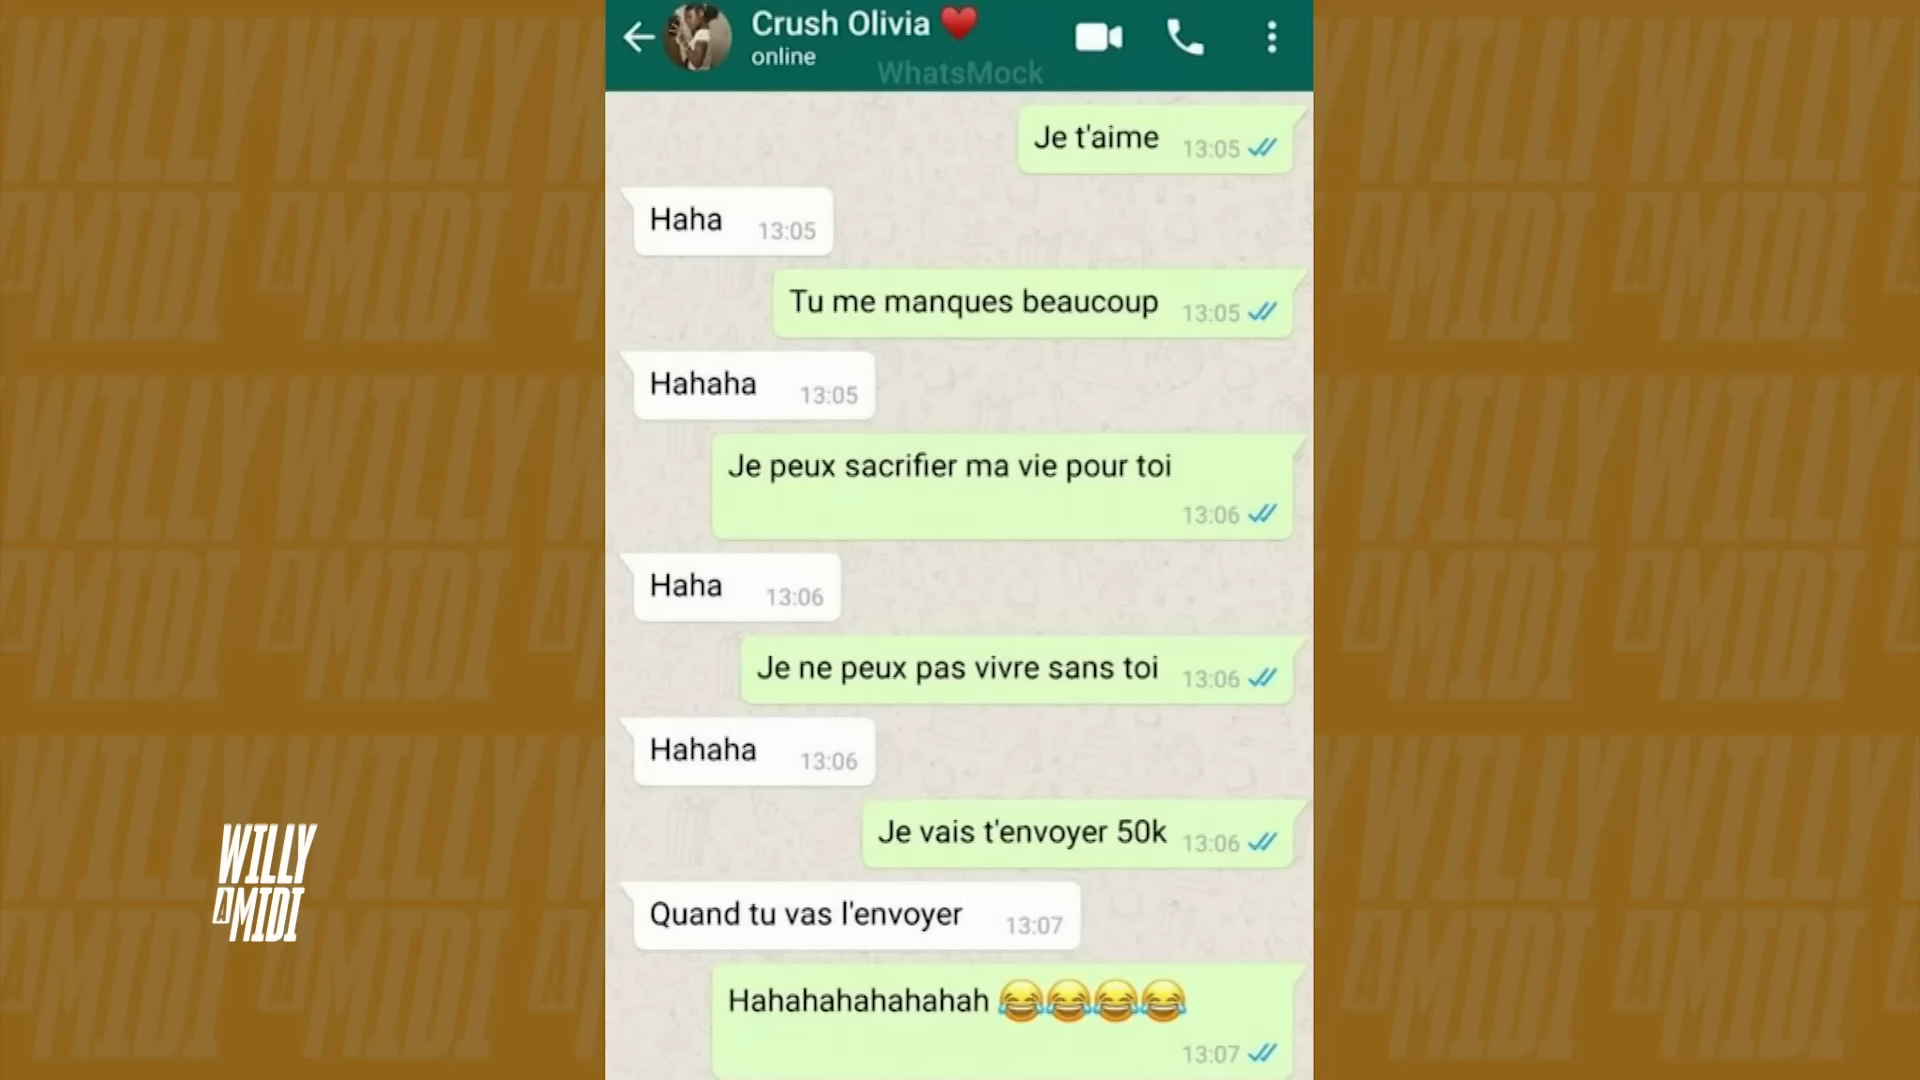 Crush Olivia ❤️
online
WhatsMock
Je t'aime 13:05
Haha 13:05
Tu me manques beaucoup 13:05
Hahaha 13:05
Je peux sacrifier ma vie pour toi
13:06
Haha 13:06
Je ne peux pas vivre sans toi 13:06
Hahaha 13:06
Je vais t'envoyer 50k 13:06
Quand tu vas l'envoyer 13:07
Hahahahahahahah 😂😂😂😂
13:07
WILLY
A MIDI